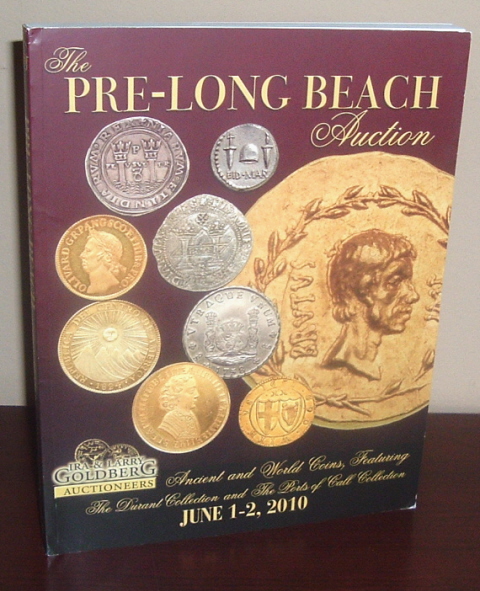 The
PRE-LONG BEACH
Auction
EID·MAR
BRUTUS
IRA & LARRY
GOLDBERG
AUCTIONEERS
Ancient and World Coins, Featuring
The Durant Collection and The Ports of Call Collection
JUNE 1-2, 2010